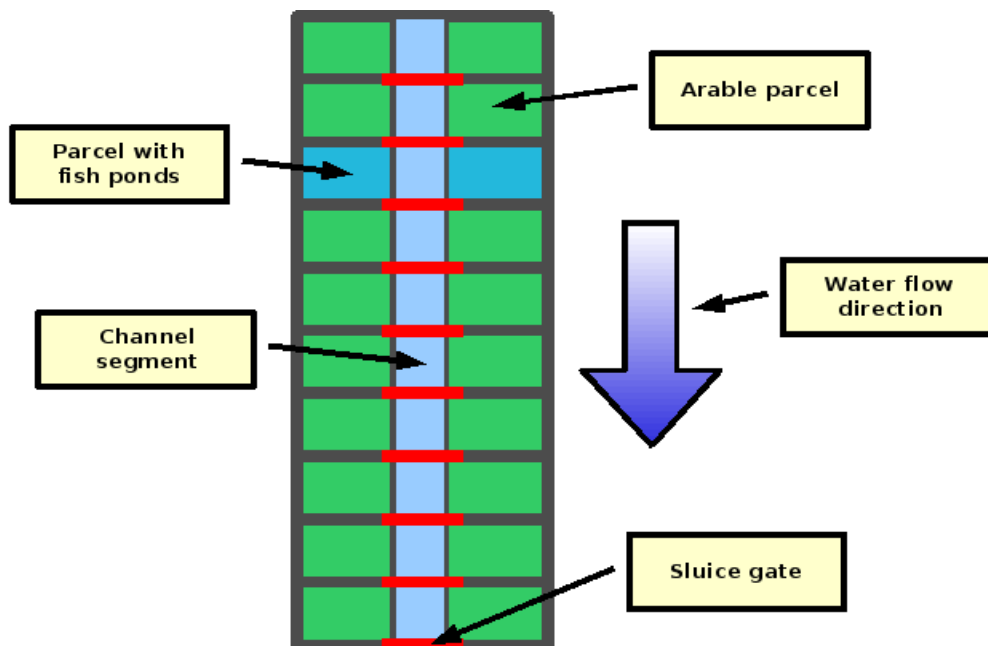 Arable parcel
Parcel with
fish ponds
Water flow
direction
Channel
segment
Sluice gate